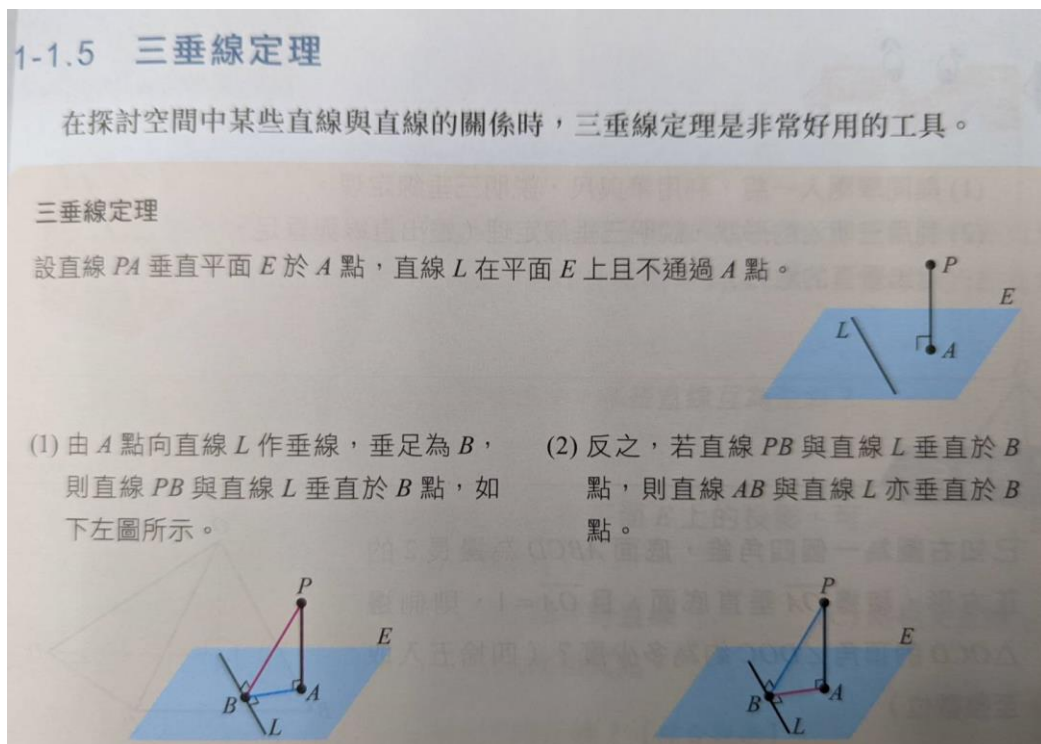 1-1.5 三垂線定理
在探討空間中某些直線與直線的關係時，三垂線定理是非常好用的工具。
三垂線定理
設直線 PA 垂直平面 E 於 A 點，直線 L 在平面 E 上且不通過 A 點。
P
E
L
A
(1) 由 A 點向直線 L 作垂線，垂足為 B，
則直線 PB 與直線 L 垂直於 B 點，如
下左圖所示。
(2) 反之，若直線 PB 與直線 L 垂直於 B
點，則直線 AB 與直線 L 亦垂直於 B
點。
P
E
A
B
L
P
E
A
B
L